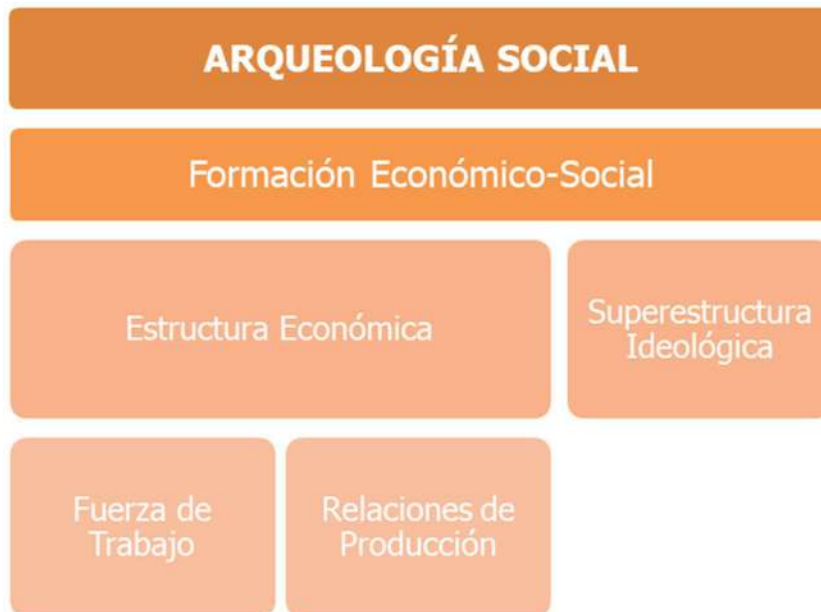 ARQUEOLOGÍA SOCIAL
Formación Económico-Social
Estructura Económica
Superestructura
Ideológica
Fuerza de
Trabajo
Relaciones de
Producción